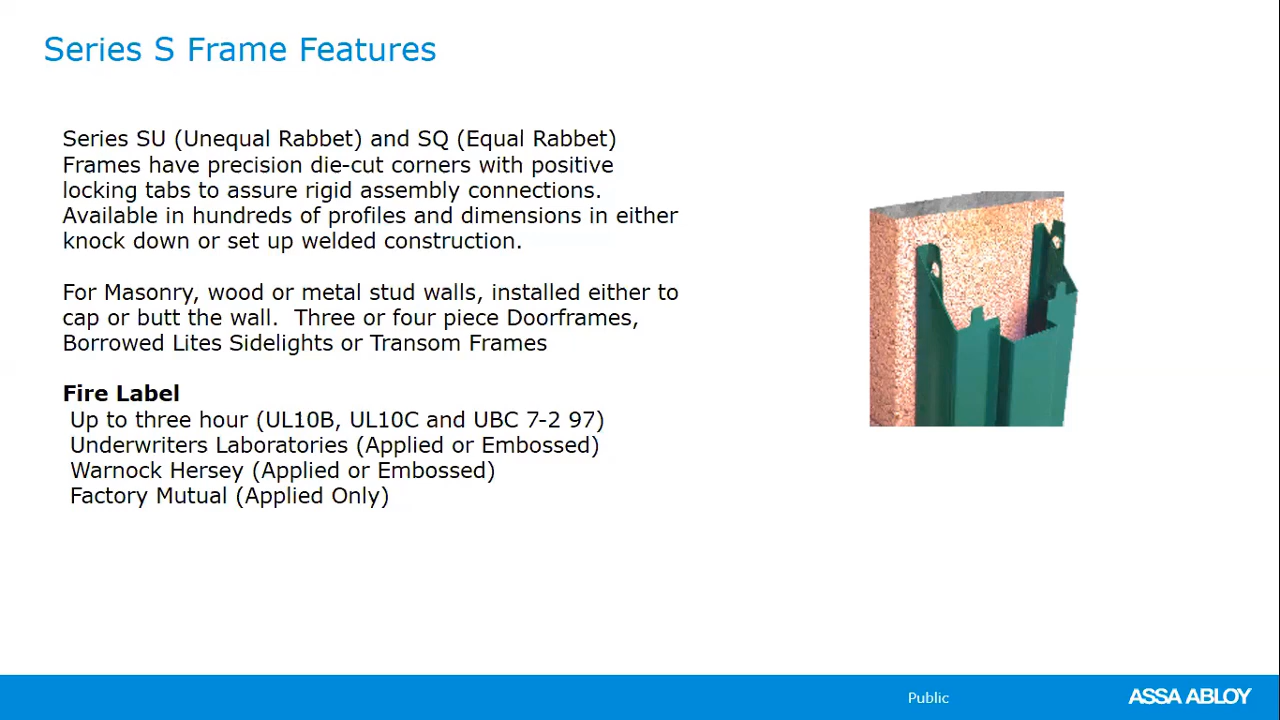 Series S Frame Features
Series SU (Unequal Rabbet) and SQ (Equal Rabbet)
Frames have precision die-cut corners with positive
locking tabs to assure rigid assembly connections.
Available in hundreds of profiles and dimensions in either
knock down or set up welded construction.
For Masonry, wood or metal stud walls, installed either to
cap or butt the wall.  Three or four piece Doorframes,
Borrowed Lites Sidelights or Transom Frames
Fire Label
Up to three hour (UL10B, UL10C and UBC 7-2 97)
Underwriters Laboratories (Applied or Embossed)
Warnock Hersey (Applied or Embossed)
Factory Mutual (Applied Only)
Public
ASSA ABLOY